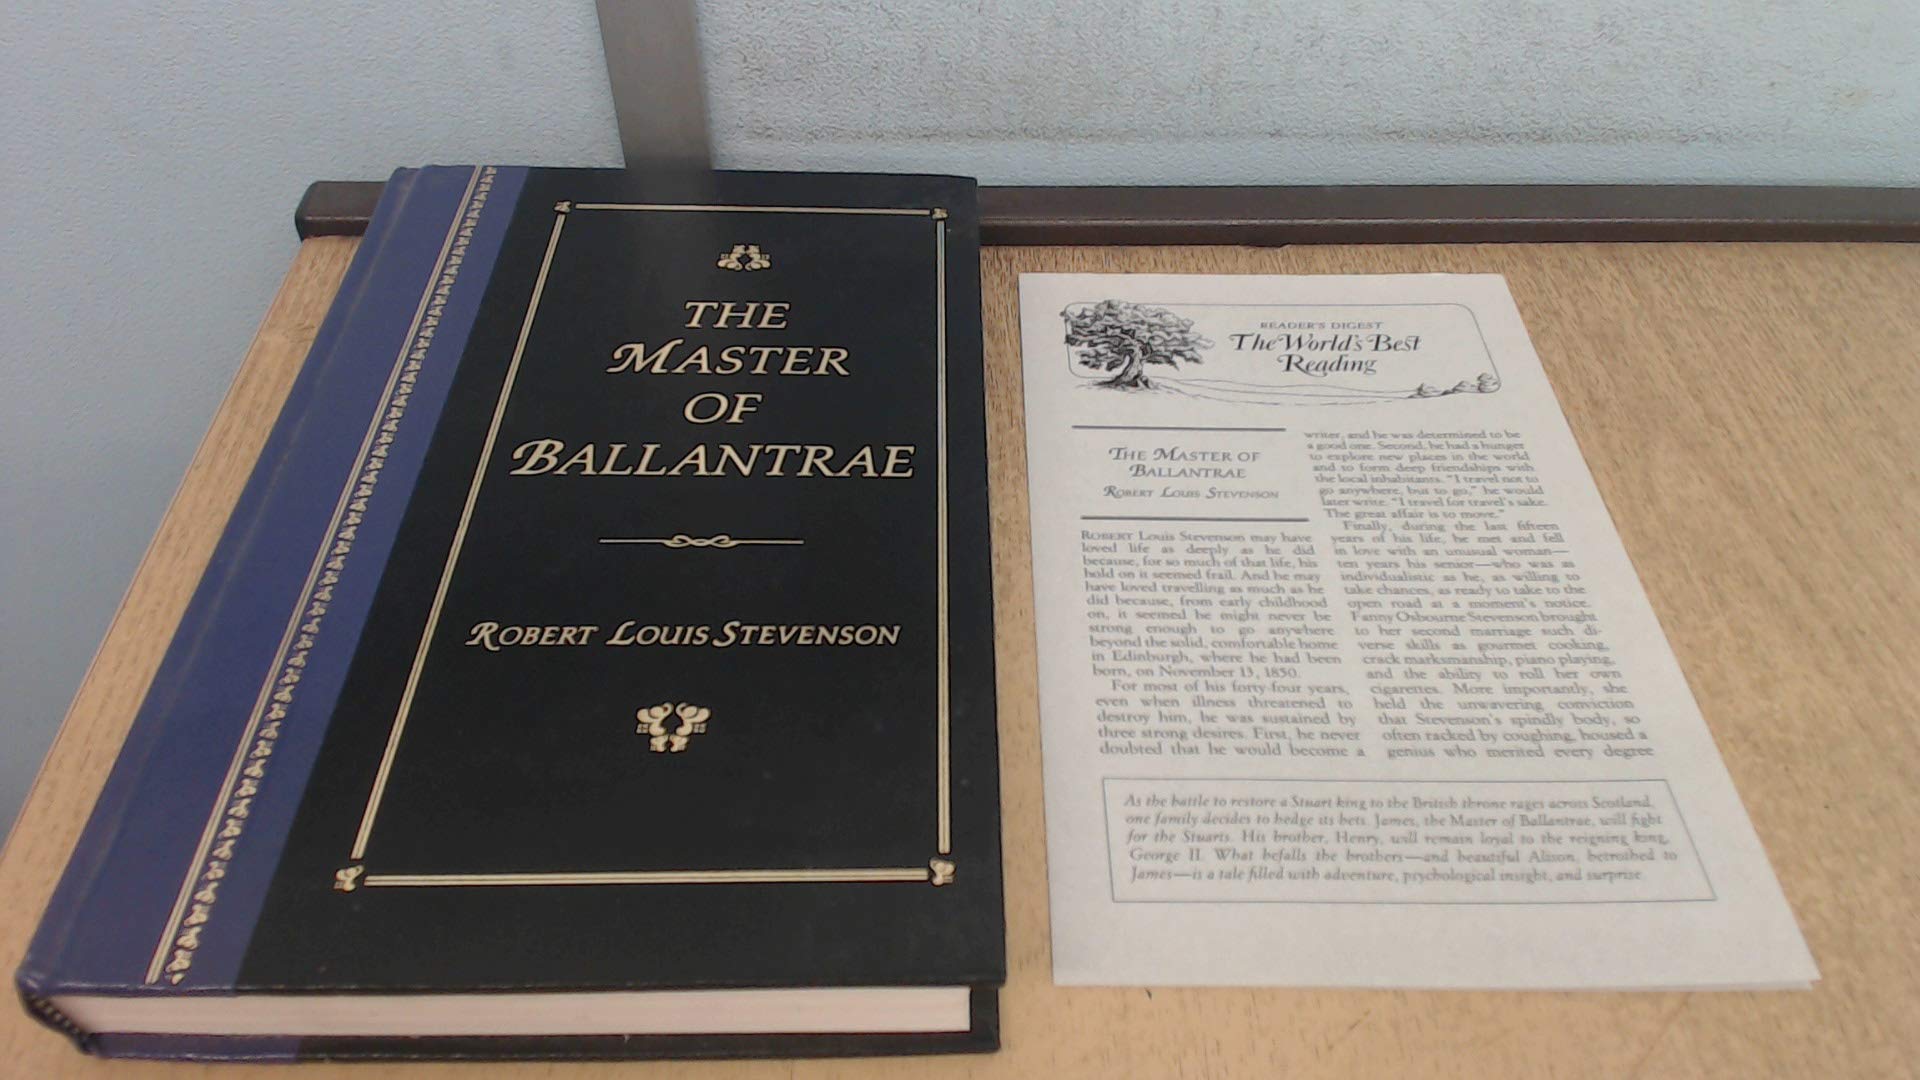 THE
MASTER
OF
BALLANTRAE
ROBERT LOUIS STEVENSON
READER'S DIGEST
The World's Best
Reading
THE MASTER OF
BALLANTRAE
ROBERT LOUIS STEVENSON
ROBERT Louis Stevenson may have
loved life as deeply as he did
because, for so much of that life, his
hold on it seemed frail. And he may
have loved travelling as much as he
did because, from early childhood
on, it seemed he might never be
strong enough to go anywhere
beyond the solid, comfortable home
in Edinburgh, where he had been
born, on November 13, 1850.
For most of his forty-four years,
even when illness threatened to
destroy him, he was sustained by
three strong desires. First, he never
doubted that he would become a
writer, and he was determined to be
a good one. Second, he had a hunger
to explore new places in the world
and to form deep friendships with
the local inhabitants. "I travel not to
go anywhere, but to go," he would
later write. "I travel for travel's sake.
The great affair is to move."
Finally, during the last fifteen
years of his life, he met and fell
in love with an unusual woman—
ten years his senior—who was as
individualistic as he, as willing to
take chances, as ready to take to the
open road at a moment's notice.
Fanny Osbourne Stevenson brought
to her second marriage such di-
verse skills as gourmet cooking,
crack marksmanship, piano playing,
and the ability to roll her own
cigarettes. More importantly, she
held the unwavering conviction
that Stevenson's spindly body, so
often racked by coughing, housed a
genius who merited every degree
As the battle to restore a Stuart king to the British throne rages across Scotland,
one family decides to hedge its bets. James, the Master of Ballantrae, will fight
for the Stuarts. His brother, Henry, will remain loyal to the reigning king,
George II. What befalls the brothers—and beautiful Alison, betrothed to
James—is a tale filled with adventure, psychological insight, and surprise